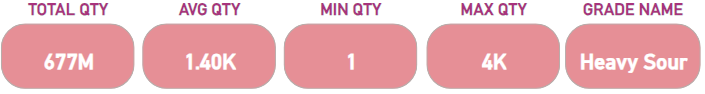 TOTAL QTY AVG QTY MIN QTY MAX QTY GRADE NAME
677M 1.40K 1 4K Heavy Sour